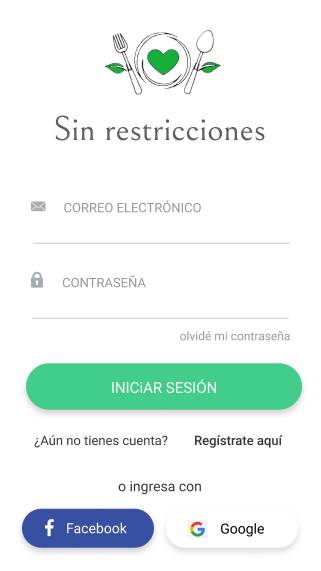 Sin restricciones
CORREO ELECTRÓNICO
CONTRASEÑA
olvidé mi contraseña
INICiAR SESIÓN
¿Aún no tienes cuenta? Regístrate aquí
o ingresa con
Facebook Google